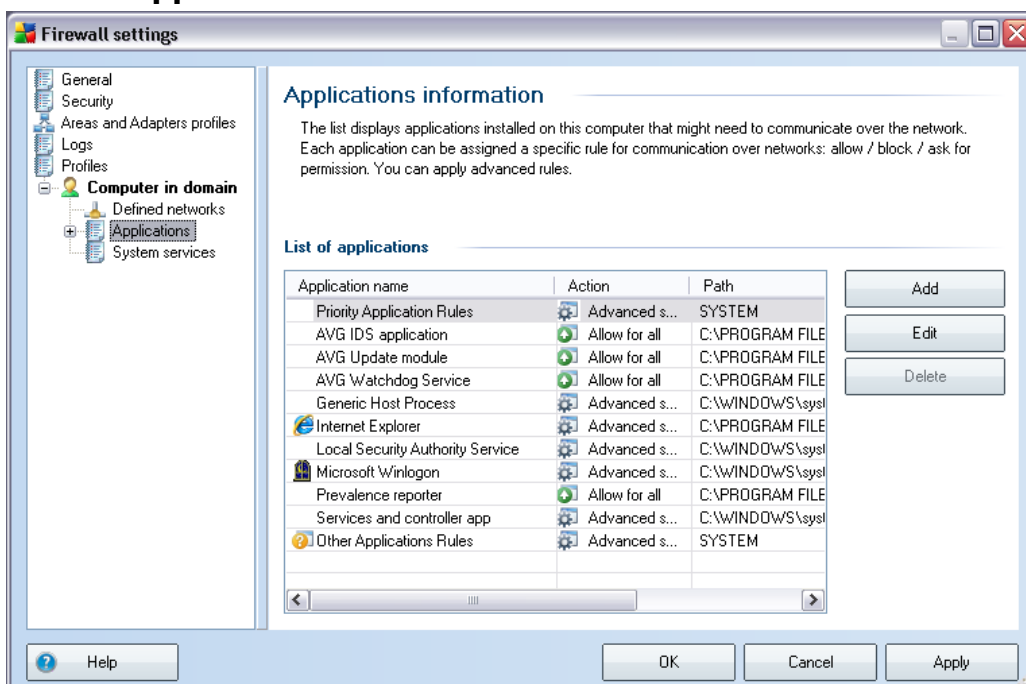 Firewall settings
General
Security
Areas and Adapters profiles
Logs
Profiles
Computer in domain
Defined networks
Applications
System services
Applications information
The list displays applications installed on this computer that might need to communicate over the network.
Each application can be assigned a specific rule for communication over networks: allow / block / ask for
permission. You can apply advanced rules.
List of applications
Application name Action Path
Priority Application Rules Advanced s... SYSTEM
AVG IDS application Allow for all C:\PROGRAM FILE
AVG Update module Allow for all C:\PROGRAM FILE
AVG Watchdog Service Allow for all C:\PROGRAM FILE
Generic Host Process Advanced s... C:\WINDOWS\syst
Internet Explorer Advanced s... C:\PROGRAM FILE
Local Security Authority Service Advanced s... C:\WINDOWS\syst
Microsoft Winlogon Advanced s... C:\WINDOWS\syst
Prevalence reporter Allow for all C:\PROGRAM FILE
Services and controller app Advanced s... C:\WINDOWS\syst
Other Applications Rules Advanced s... SYSTEM
Add
Edit
Delete
Help
OK
Cancel
Apply